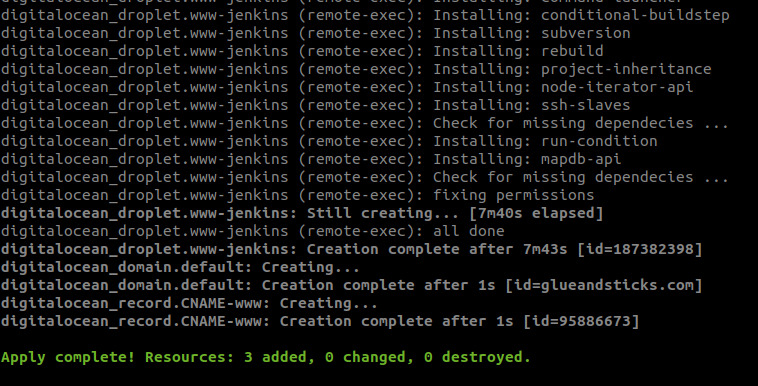 digitalocean_droplet.www-jenkins (remote-exec): Installing: command-launcher
digitalocean_droplet.www-jenkins (remote-exec): Installing: conditional-buildstep
digitalocean_droplet.www-jenkins (remote-exec): Installing: subversion
digitalocean_droplet.www-jenkins (remote-exec): Installing: rebuild
digitalocean_droplet.www-jenkins (remote-exec): Installing: project-inheritance
digitalocean_droplet.www-jenkins (remote-exec): Installing: node-iterator-api
digitalocean_droplet.www-jenkins (remote-exec): Installing: ssh-slaves
digitalocean_droplet.www-jenkins (remote-exec): Check for missing dependecies ...
digitalocean_droplet.www-jenkins (remote-exec): Installing: run-condition
digitalocean_droplet.www-jenkins (remote-exec): Installing: mapdb-api
digitalocean_droplet.www-jenkins (remote-exec): Check for missing dependecies ...
digitalocean_droplet.www-jenkins (remote-exec): fixing permissions
digitalocean_droplet.www-jenkins: Still creating... [7m40s elapsed]
digitalocean_droplet.www-jenkins (remote-exec): all done
digitalocean_droplet.www-jenkins: Creation complete after 7m43s [id=187382398]
digitalocean_domain.default: Creating...
digitalocean_domain.default: Creation complete after 1s [id=glueandsticks.com]
digitalocean_record.CNAME-www: Creating...
digitalocean_record.CNAME-www: Creation complete after 1s [id=95886673]
Apply complete! Resources: 3 added, 0 changed, 0 destroyed.